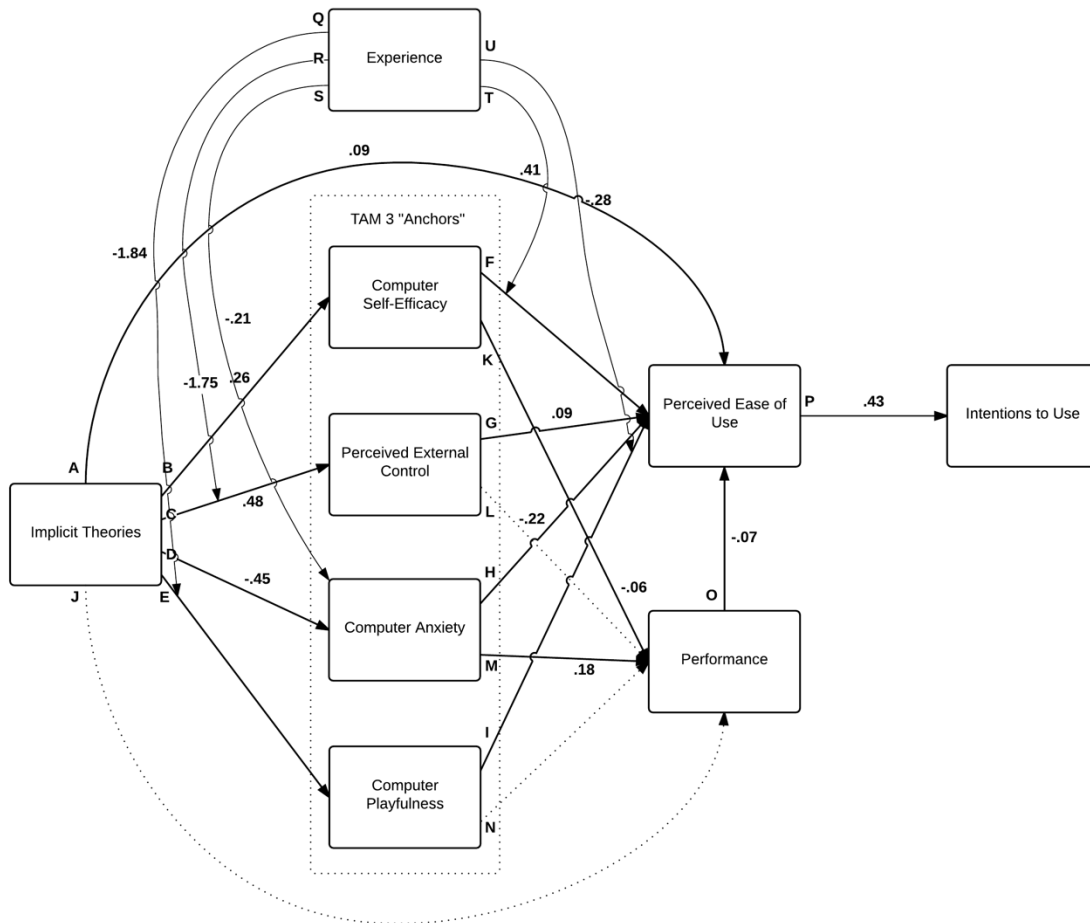 Q
R
Experience
U
S
T
.09
.41
-.28
TAM 3 "Anchors"
-1.84
F
Computer
Self-Efficacy
-.21
K
-1.75
.26
Perceived Ease of
Use
P
.43
Intentions to Use
G
.09
Perceived External
Control
A
B
.48
L
C
Implicit Theories
-.22
-.07
D
H
-.45
-.06
J
E
O
Computer Anxiety
M
.18
Performance
I
Computer
Playfulness
N